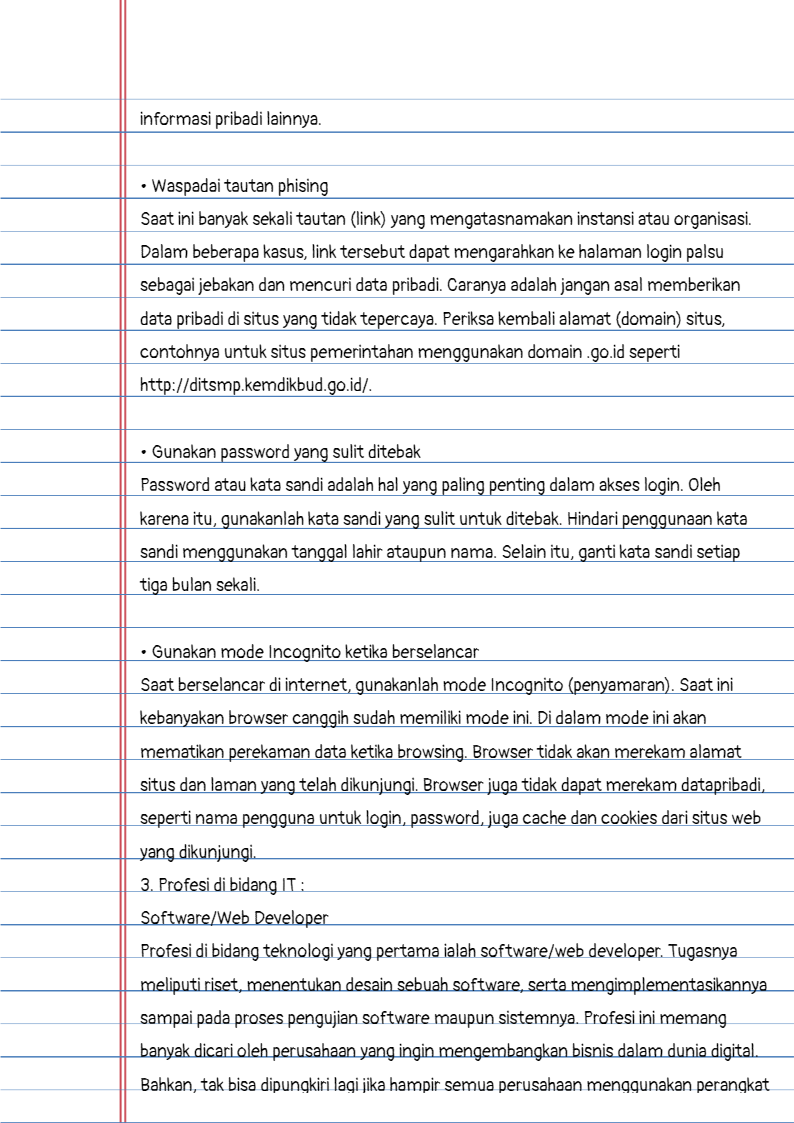 informasi pribadi lainnya.
• Waspadai tautan phising
Saat ini banyak sekali tautan (link) yang mengatasnamakan instansi atau organisasi.
Dalam beberapa kasus, link tersebut dapat mengarahkan ke halaman login palsu
sebagai jebakan dan mencuri data pribadi. Caranya adalah jangan asal memberikan
data pribadi di situs yang tidak tepercaya. Periksa kembali alamat (domain) situs,
contohnya untuk situs pemerintahan menggunakan domain .go.id seperti
http://ditsmp.kemdikbud.go.id/.
• Gunakan password yang sulit ditebak
Password atau kata sandi adalah hal yang paling penting dalam akses login. Oleh
karena itu, gunakanlah kata sandi yang sulit untuk ditebak. Hindari penggunaan kata
sandi menggunakan tanggal lahir ataupun nama. Selain itu, ganti kata sandi setiap
tiga bulan sekali.
• Gunakan mode Incognito ketika berselancar
Saat berselancar di internet, gunakanlah mode Incognito (penyamaran). Saat ini
kebanyakan browser canggih sudah memiliki mode ini. Di dalam mode ini akan
mematikan perekaman data ketika browsing. Browser tidak akan merekam alamat
situs dan laman yang telah dikunjungi. Browser juga tidak dapat merekam datapribadi,
seperti nama pengguna untuk login, password, juga cache dan cookies dari situs web
yang dikunjungi.
3. Profesi di bidang IT :
Software/Web Developer
Profesi di bidang teknologi yang pertama ialah software/web developer. Tugasnya
meliputi riset, menentukan desain sebuah software, serta mengimplementasikannya
sampai pada proses pengujian software maupun sistemnya. Profesi ini memang
banyak dicari oleh perusahaan yang ingin mengembangkan bisnis dalam dunia digital.
Bahkan, tak bisa dipungkiri lagi jika hampir semua perusahaan menggunakan perangkat